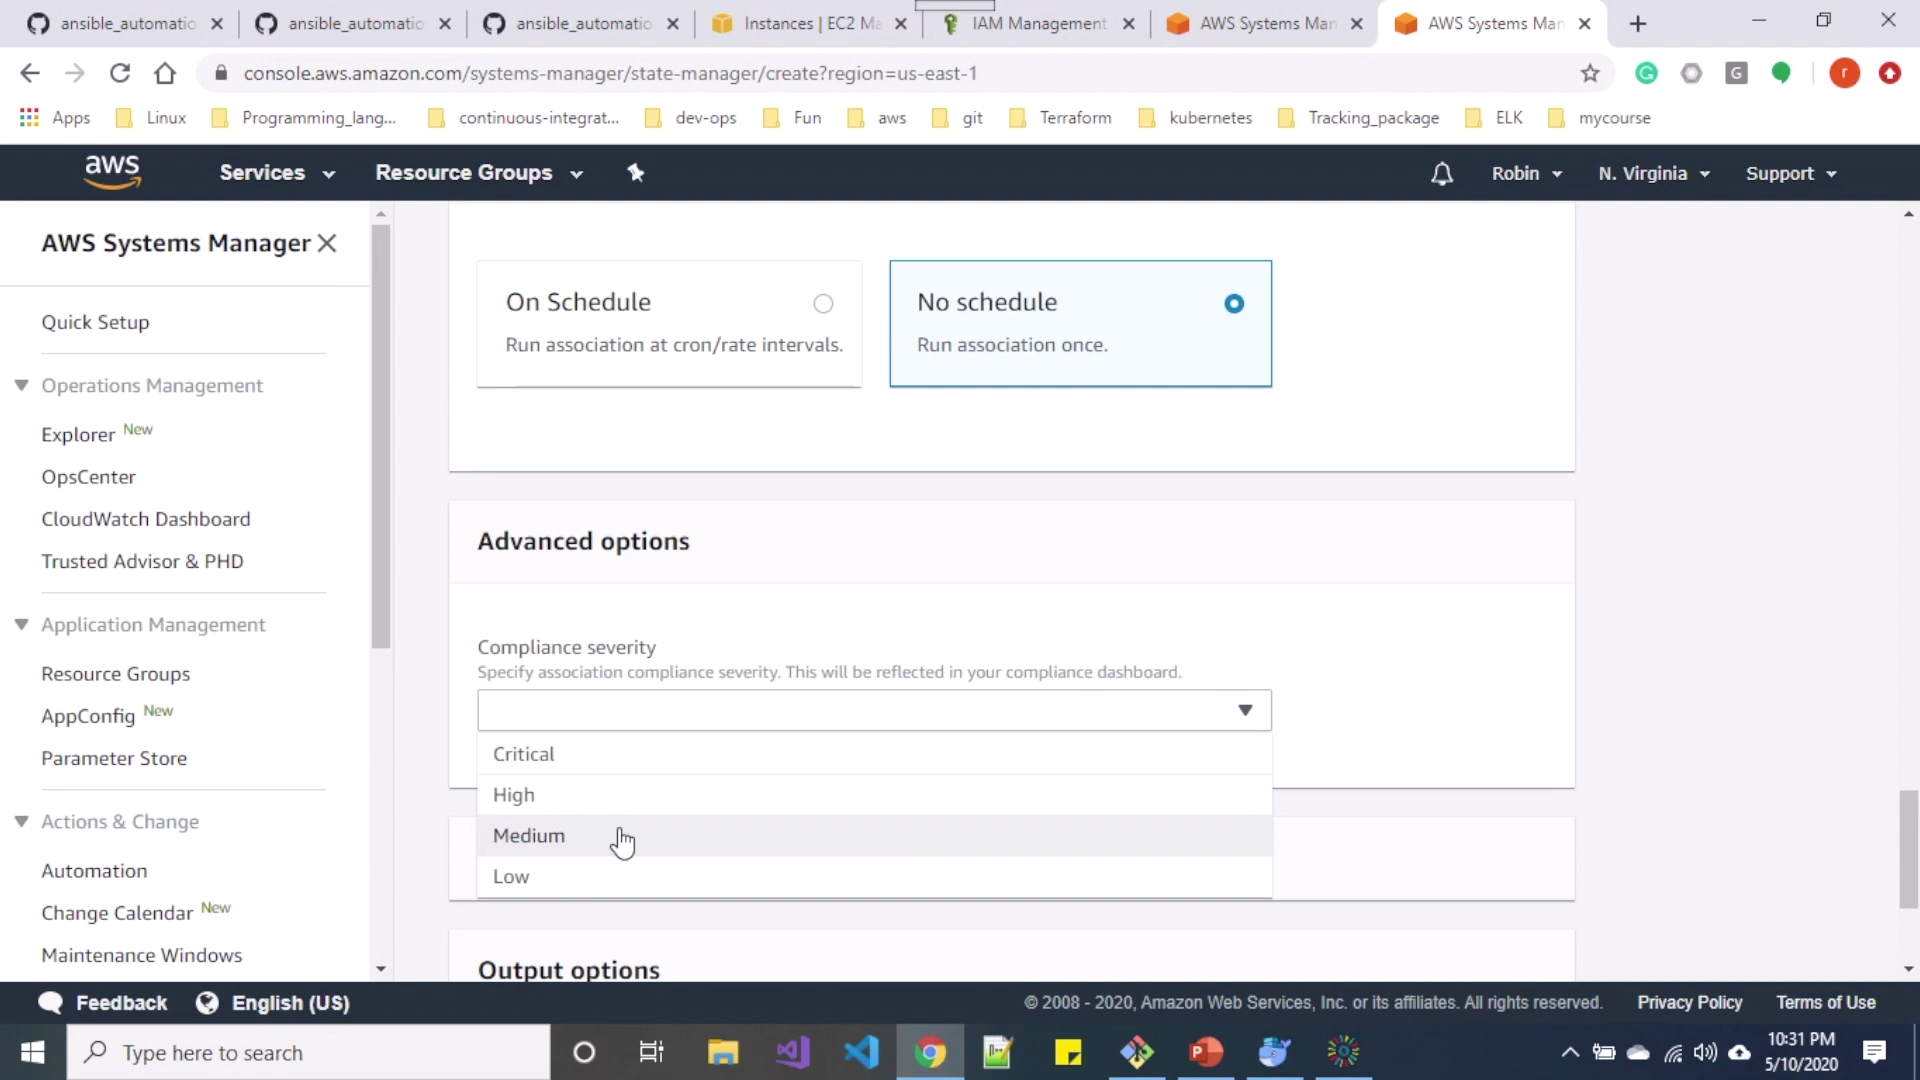 ansible_automatio
ansible_automatio
ansible_automatio
Instances | EC2 Ma
IAM Management
AWS Systems Man
AWS Systems Man
console.aws.amazon.com/systems-manager/state-manager/create?region=us-east-1
G
r
Apps
Linux
Programming_lang...
continuous-integrat...
dev-ops
Fun
aws
git
Terraform
kubernetes
Tracking_package
ELK
mycourse
aws
Services
Resource Groups
Robin
N. Virginia
Support
AWS Systems Manager
Quick Setup
Operations Management
Explorer New
OpsCenter
CloudWatch Dashboard
Trusted Advisor & PHD
Application Management
Resource Groups
AppConfig New
Parameter Store
Actions & Change
Automation
Change Calendar New
Maintenance Windows
On Schedule
Run association at cron/rate intervals.
No schedule
Run association once.
Advanced options
Compliance severity
Specify association compliance severity. This will be reflected in your compliance dashboard.
Critical
High
Medium
Low
Output options
Feedback
English (US)
© 2008 - 2020, Amazon Web Services, Inc. or its affiliates. All rights reserved.
Privacy Policy
Terms of Use
Type here to search
10:31 PM
5/10/2020